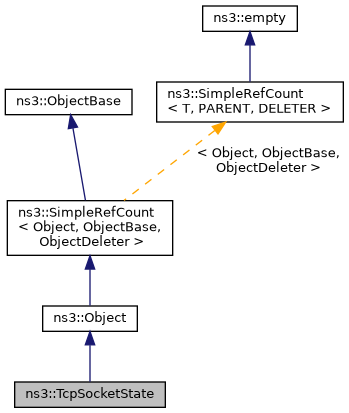 ns3::empty
ns3::ObjectBase
ns3::SimpleRefCount
< T, PARENT, DELETER >
< Object, ObjectBase,
ObjectDeleter >
ns3::SimpleRefCount
< Object, ObjectBase,
ObjectDeleter >
ns3::Object
ns3::TcpSocketState